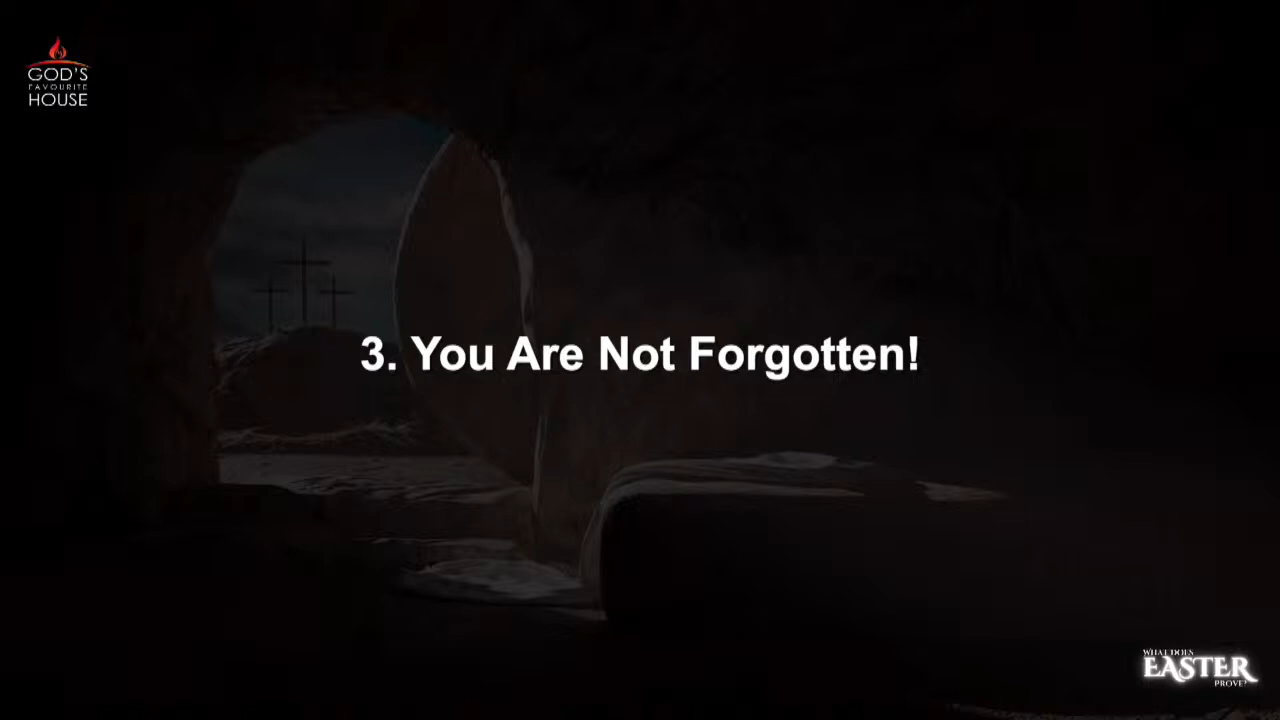 GOD'S
FAVOURITE
HOUSE
3. You Are Not Forgotten!
WHAT DOES
EASTER
PROVE?